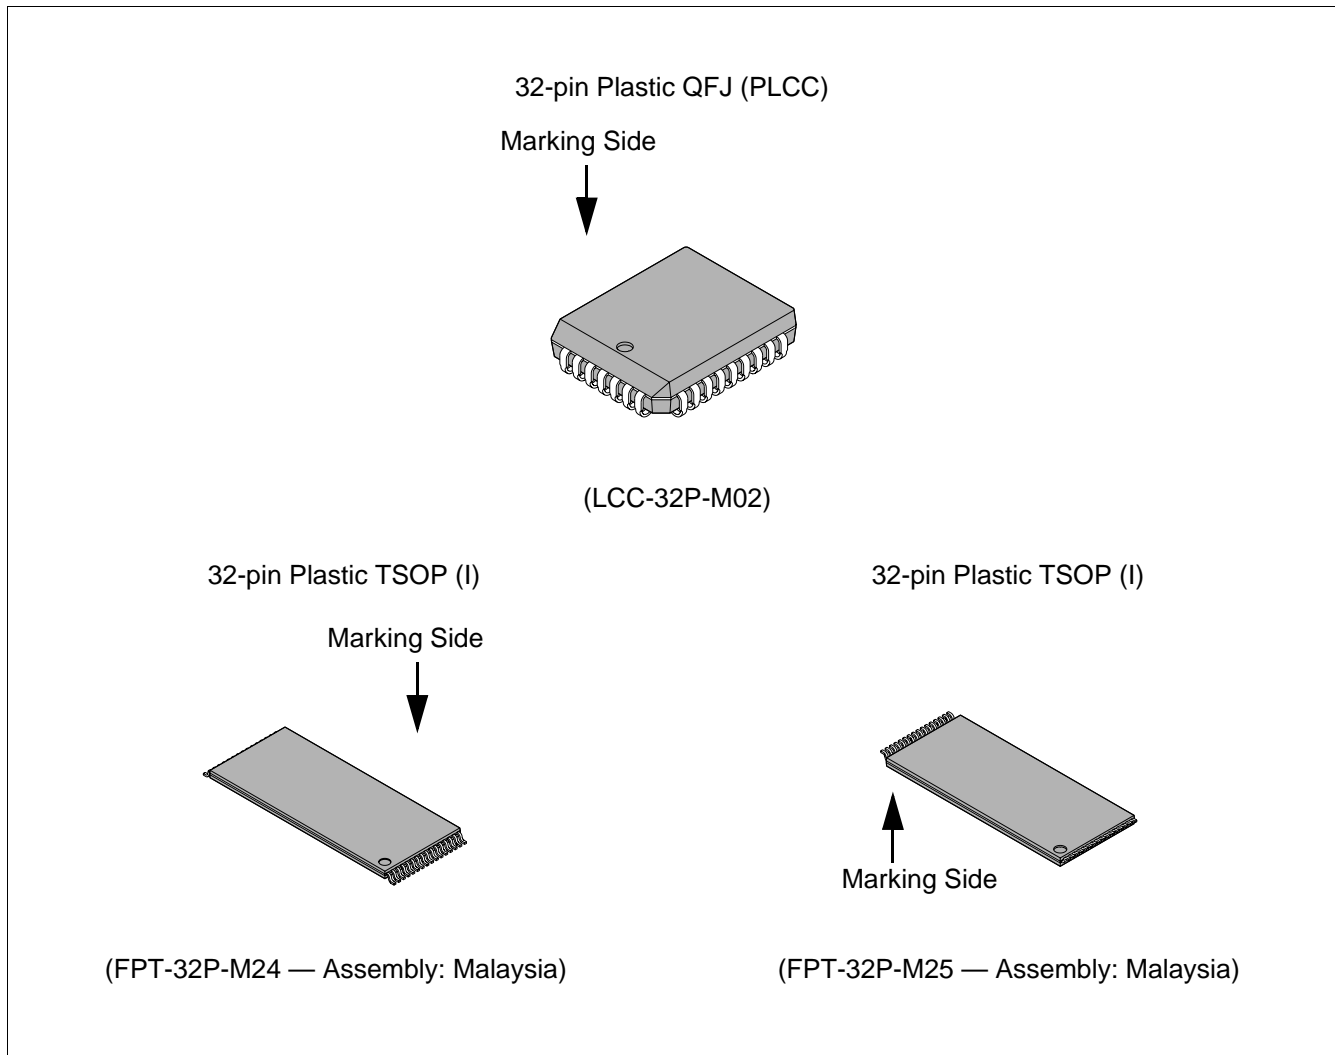 32-pin Plastic QFJ (PLCC)
Marking Side
(LCC-32P-M02)
32-pin Plastic TSOP (I)
Marking Side
(FPT-32P-M24 — Assembly: Malaysia)
32-pin Plastic TSOP (I)
Marking Side
(FPT-32P-M25 — Assembly: Malaysia)